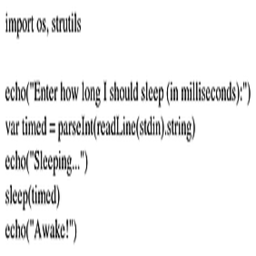 import os, strutils
echo("Enter how long I should sleep (in milliseconds):")
var timed = parseInt(readLine(stdin).string)
echo("Sleeping...")
sleep(timed)
echo("Awake!")